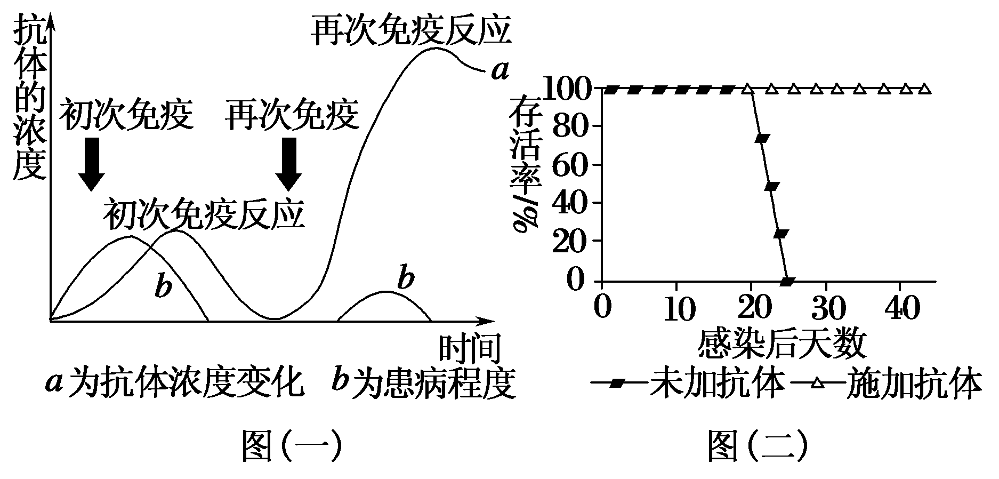 抗体的浓度
再次免疫反应
a
初次免疫
再次免疫
初次免疫反应
b
b
时间
a为抗体浓度变化 b为患病程度
图(一)
存活率/%
100
80
60
40
20
0
0 10 20 30 40
感染后天数
未加抗体 施加抗体
图(二)